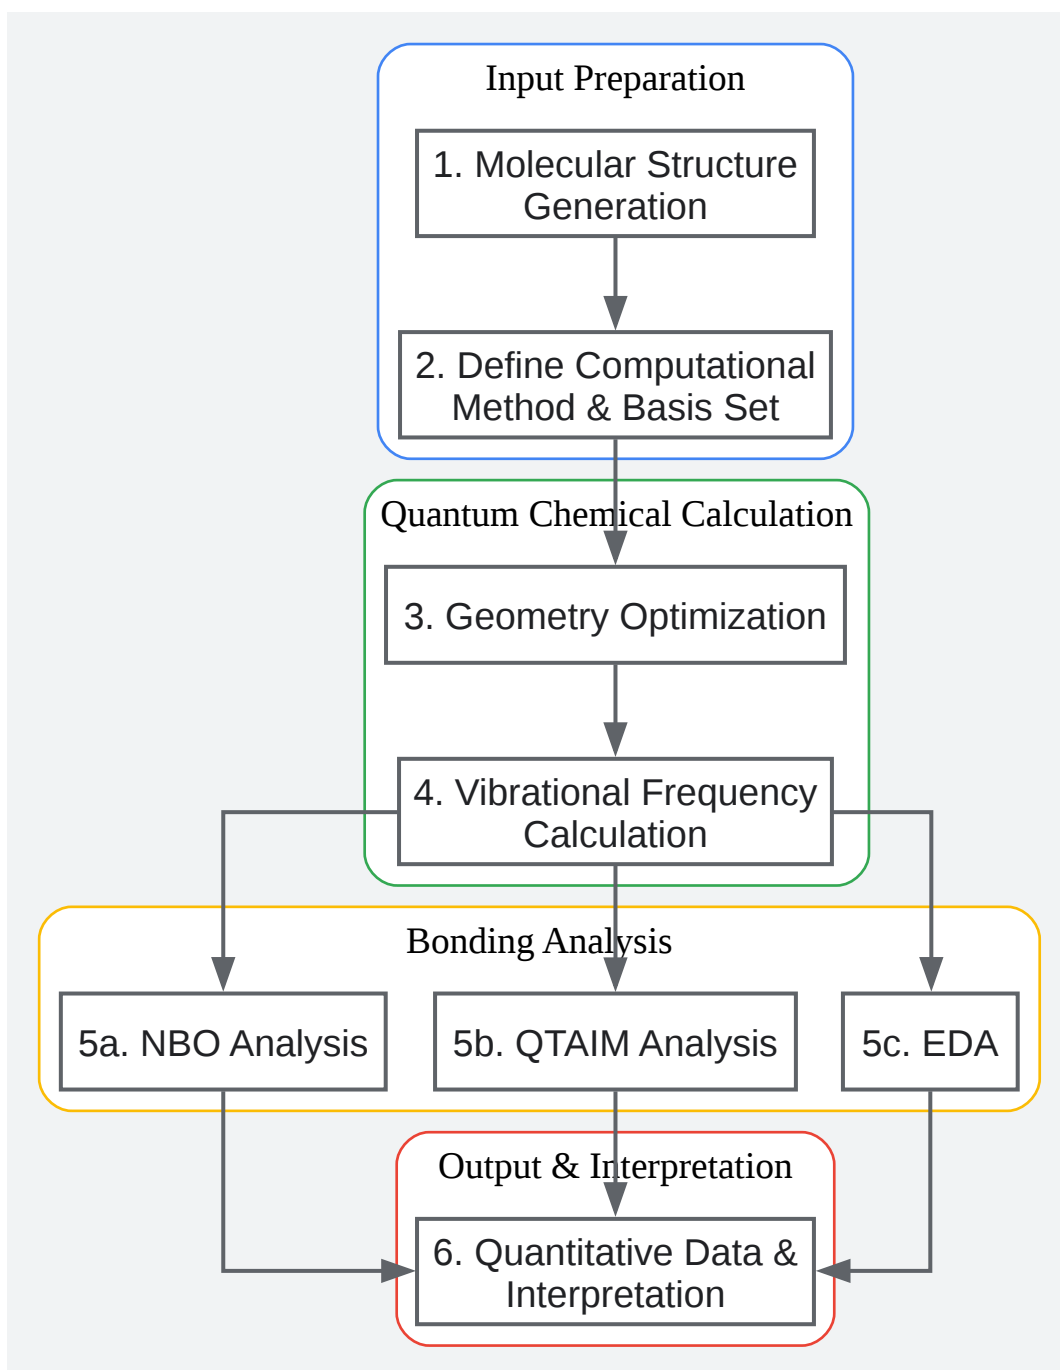 Input Preparation
1. Molecular Structure
Generation
2. Define Computational
Method & Basis Set
Quantum Chemical Calculation
3. Geometry Optimization
4. Vibrational Frequency
Calculation
Bonding Analysis
5a. NBO Analysis
5b. QTAIM Analysis
5c. EDA
Output & Interpretation
6. Quantitative Data &
Interpretation